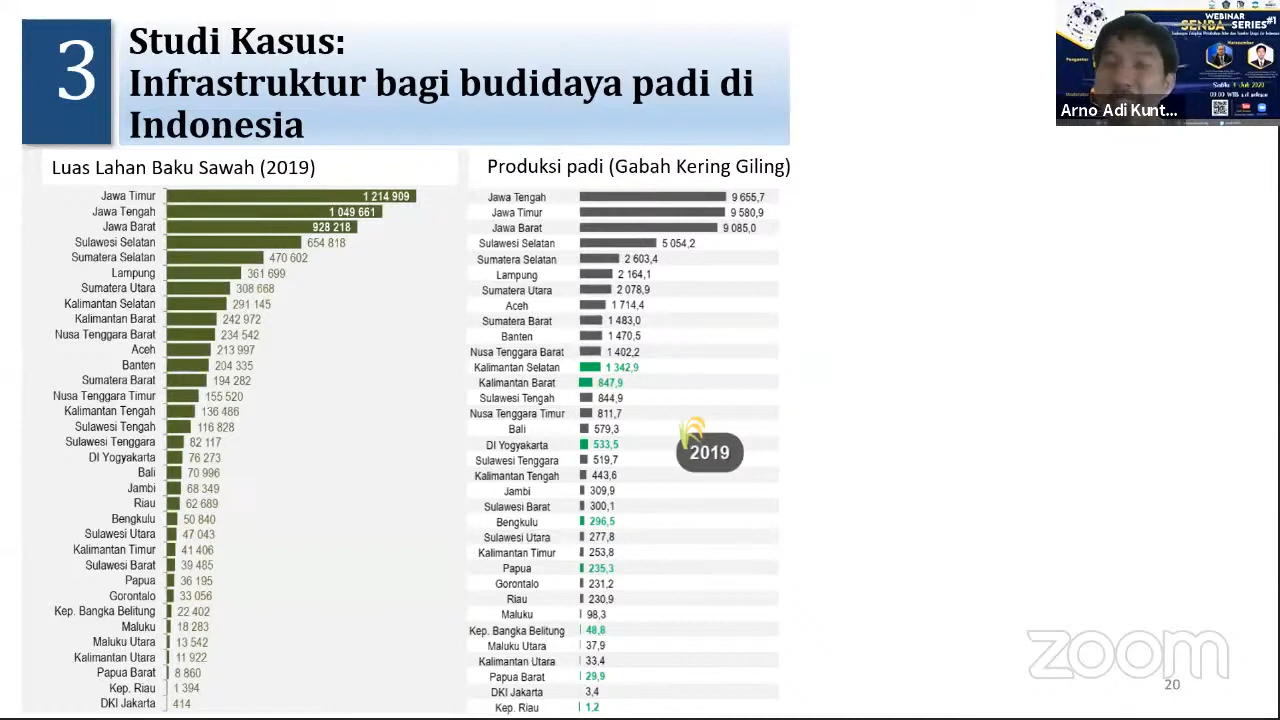 3
Studi Kasus:
Infrastruktur bagi budidaya padi di
Indonesia
Luas Lahan Baku Sawah (2019)
Jawa Timur 1 214 909
Jawa Tengah 1 049 661
Jawa Barat 928 218
Sulawesi Selatan 654 818
Sumatera Selatan 470 602
Lampung 361 699
Sumatera Utara 308 668
Kalimantan Selatan 291 145
Kalimantan Barat 242 972
Nusa Tenggara Barat 234 542
Aceh 213 997
Banten 204 335
Sumatera Barat 194 282
Nusa Tenggara Timur 155 520
Kalimantan Tengah 136 486
Sulawesi Tengah 116 828
Sulawesi Tenggara 82 117
DI Yogyakarta 76 273
Bali 70 996
Jambi 68 349
Riau 62 689
Bengkulu 50 840
Sulawesi Utara 47 043
Kalimantan Timur 41 406
Sulawesi Barat 39 485
Papua 36 195
Gorontalo 33 056
Kep. Bangka Belitung 22 402
Maluku 18 283
Maluku Utara 13 542
Kalimantan Utara 11 922
Papua Barat 8 860
Kep. Riau 1 394
DKI Jakarta 414
Produksi padi (Gabah Kering Giling)
Jawa Tengah 9 655,7
Jawa Timur 9 580,9
Jawa Barat 9 085,0
Sulawesi Selatan 5 054,2
Sumatera Selatan 2 603,4
Lampung 2 164,1
Sumatera Utara 2 078,9
Aceh 1 714,4
Sumatera Barat 1 483,0
Banten 1 470,5
Nusa Tenggara Barat 1 402,2
Kalimantan Selatan 1 342,9
Kalimantan Barat 847,9
Sulawesi Tengah 844,9
Nusa Tenggara Timur 811,7
Bali 579,3
DI Yogyakarta 533,5
Sulawesi Tenggara 519,7
Kalimantan Tengah 443,6
Jambi 309,9
Sulawesi Barat 300,1
Bengkulu 296,5
Sulawesi Utara 277,8
Kalimantan Timur 253,8
Papua 235,3
Gorontalo 231,2
Riau 230,9
Maluku 98,3
Kep. Bangka Belitung 48,8
Maluku Utara 37,9
Kalimantan Utara 33,4
Papua Barat 29,9
DKI Jakarta 3,4
Kep. Riau 1,2
2019
WEBINAR
SENBA SERIES #1
Arno Adi Kunt...
zoom
20